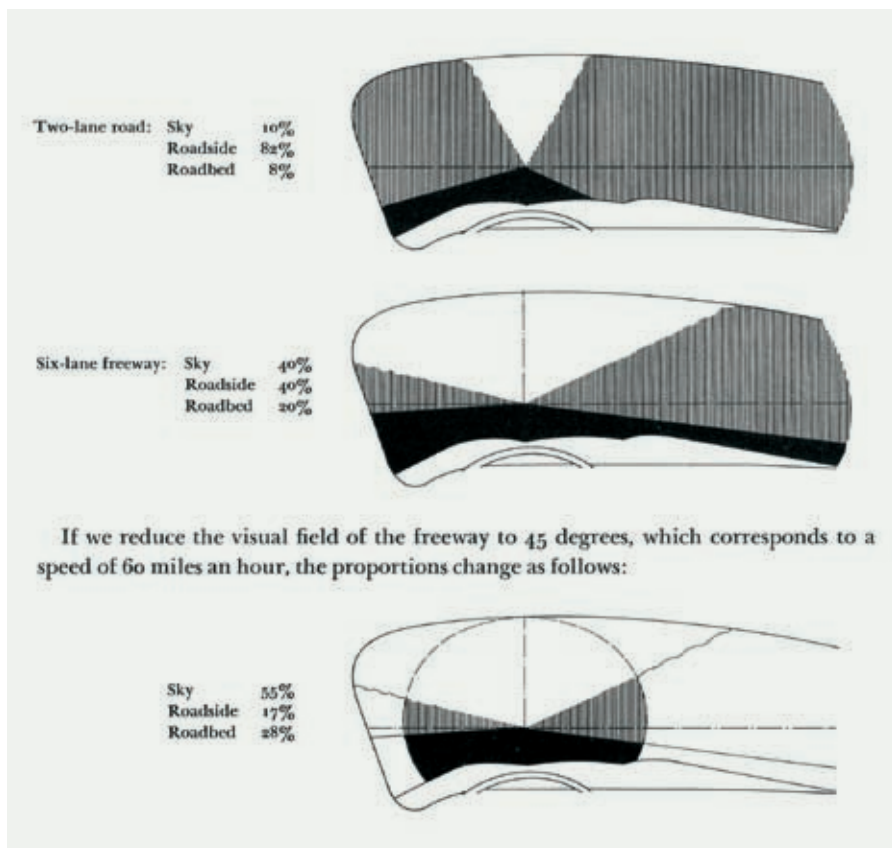 Two-lane road: Sky 10%
Roadside 82%
Roadbed 8%
Six-lane freeway: Sky 40%
Roadside 40%
Roadbed 20%
If we reduce the visual field of the freeway to 45 degrees, which corresponds to a
speed of 60 miles an hour, the proportions change as follows:
Sky 55%
Roadside 17%
Roadbed 28%